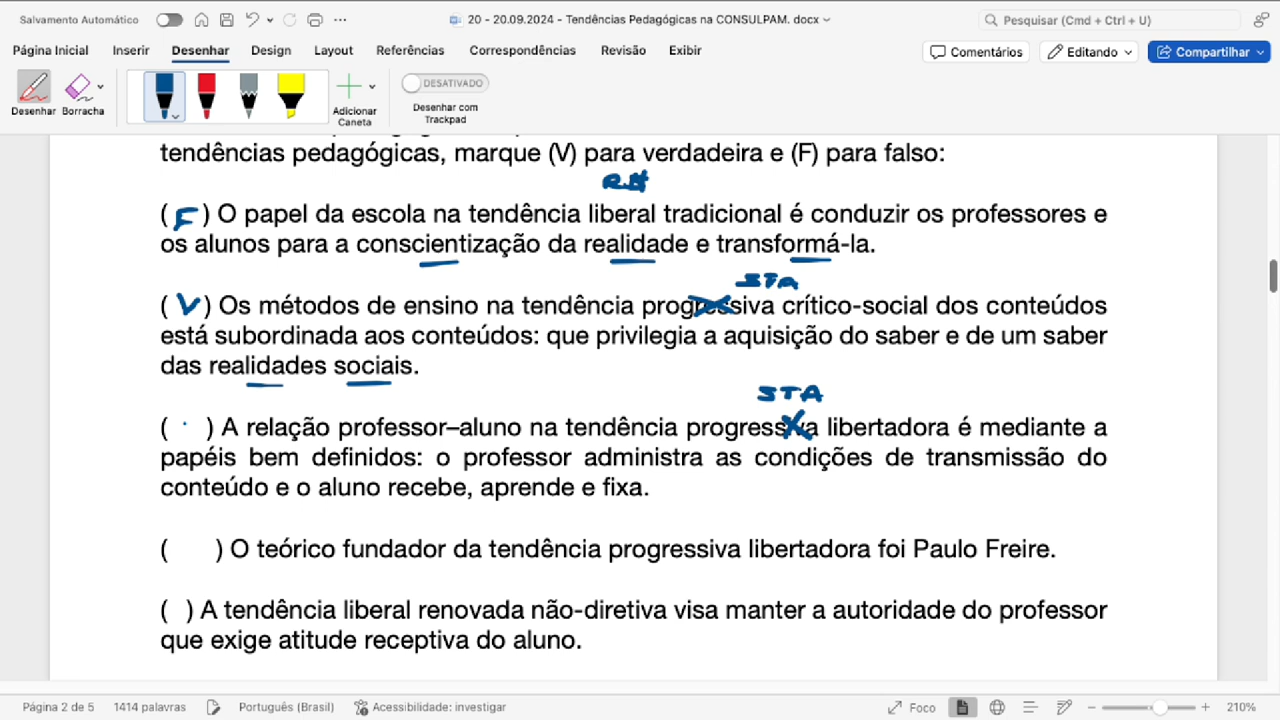 Salvamento Automático
20 - 20.09.2024 - Tendências Pedagógicas na CONSULPAM. docx
Pesquisar (Cmd + Ctrl + U)
Página Inicial Inserir Desenhar Design Layout Referências Correspondências Revisão Exibir
Comentários Editando Compartilhar
DESATIVADO
Desenhar Borracha Adicionar Caneta Desenhar com Trackpad
tendências pedagógicas, marque (V) para verdadeira e (F) para falso:
( F ) O papel da escola na tendência liberal tradicional é conduzir os professores e
os alunos para a conscientização da realidade e transformá-la.
STA
( V ) Os métodos de ensino na tendência progressiva crítico-social dos conteúdos
está subordinada aos conteúdos: que privilegia a aquisição do saber e de um saber
das realidades sociais.
STA
( ) A relação professor–aluno na tendência progressiva libertadora é mediante a
papéis bem definidos: o professor administra as condições de transmissão do
conteúdo e o aluno recebe, aprende e fixa.
( ) O teórico fundador da tendência progressiva libertadora foi Paulo Freire.
( ) A tendência liberal renovada não-diretiva visa manter a autoridade do professor
que exige atitude receptiva do aluno.
Página 2 de 5 1414 palavras Português (Brasil) Acessibilidade: investigar Foco 210%